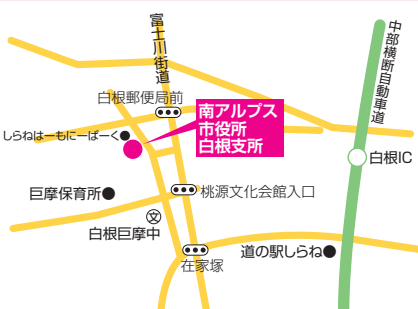 富士川街道
中部横断自動車道
白根郵便局前
南アルプス
市役所
白根支所
しらねはーもにーぱーく
白根IC
巨摩保育所
桃源文化会館入口
文
白根巨摩中
道の駅しらね
在家塚